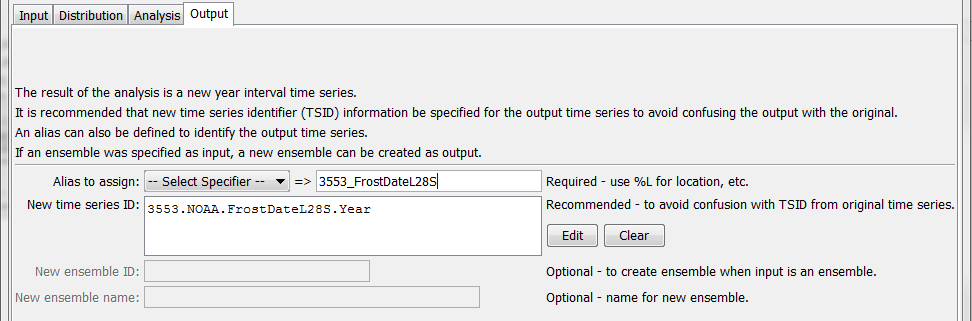 Input Distribution Analysis Output
The result of the analysis is a new year interval time series.
It is recommended that new time series identifier (TSID) information be specified for the output time series to avoid confusing the output with the original.
An alias can also be defined to identify the output time series.
If an ensemble was specified as input, a new ensemble can be created as output.
Alias to assign: -- Select Specifier -- => 3553_FrostDateL28S Required - use %L for location, etc.
New time series ID: 3553.NOAA.FrostDateL28S.Year Recommended - to avoid confusion with TSID from original time series.
Edit Clear
New ensemble ID: Optional - to create ensemble when input is an ensemble.
New ensemble name: Optional - name for new ensemble.